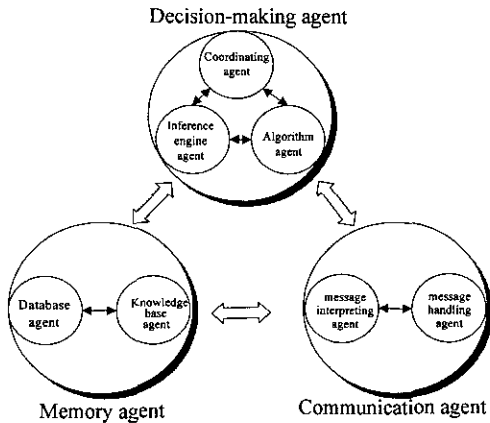 Decision-making agent
Coordinating
agent
Inference
engine
agent
Algorithm
agent
Database
agent
Knowledge
base
agent
message
interpreting
agent
message
handling
agent
Memory agent
Communication agent